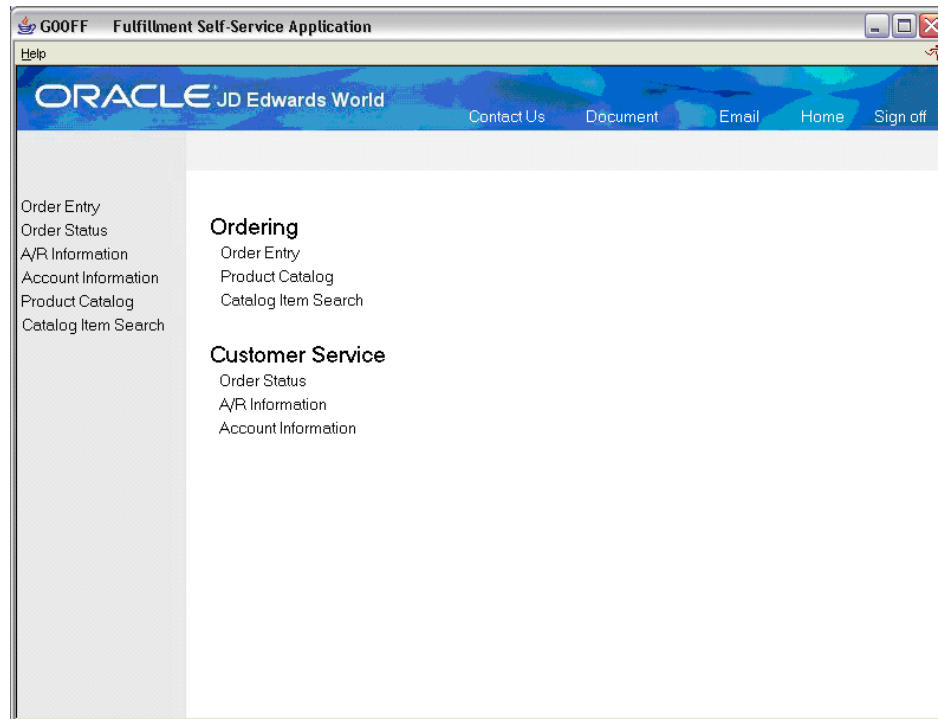 G00FF Fulfillment Self-Service Application
Help
ORACLE JD Edwards World
Contact Us Document Email Home Sign off
Order Entry
Order Status
A/R Information
Account Information
Product Catalog
Catalog Item Search
Ordering
Order Entry
Product Catalog
Catalog Item Search
Customer Service
Order Status
A/R Information
Account Information